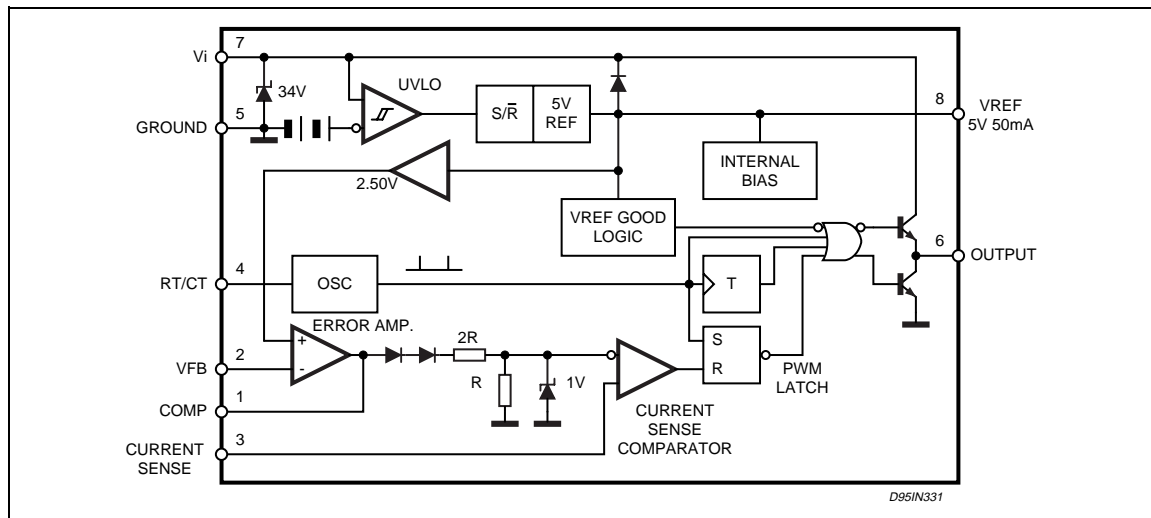 7
Vi
34V
UVLO
S/R̅
5V
REF
8
VREF
5V 50mA
5
GROUND
2.50V
INTERNAL
BIAS
VREF GOOD
LOGIC
6
OUTPUT
4
RT/CT
OSC
T
ERROR AMP.
+
-
2R
R
1V
S
R
PWM
LATCH
2
VFB
1
COMP
CURRENT
SENSE
COMPARATOR
3
CURRENT
SENSE
D95IN331